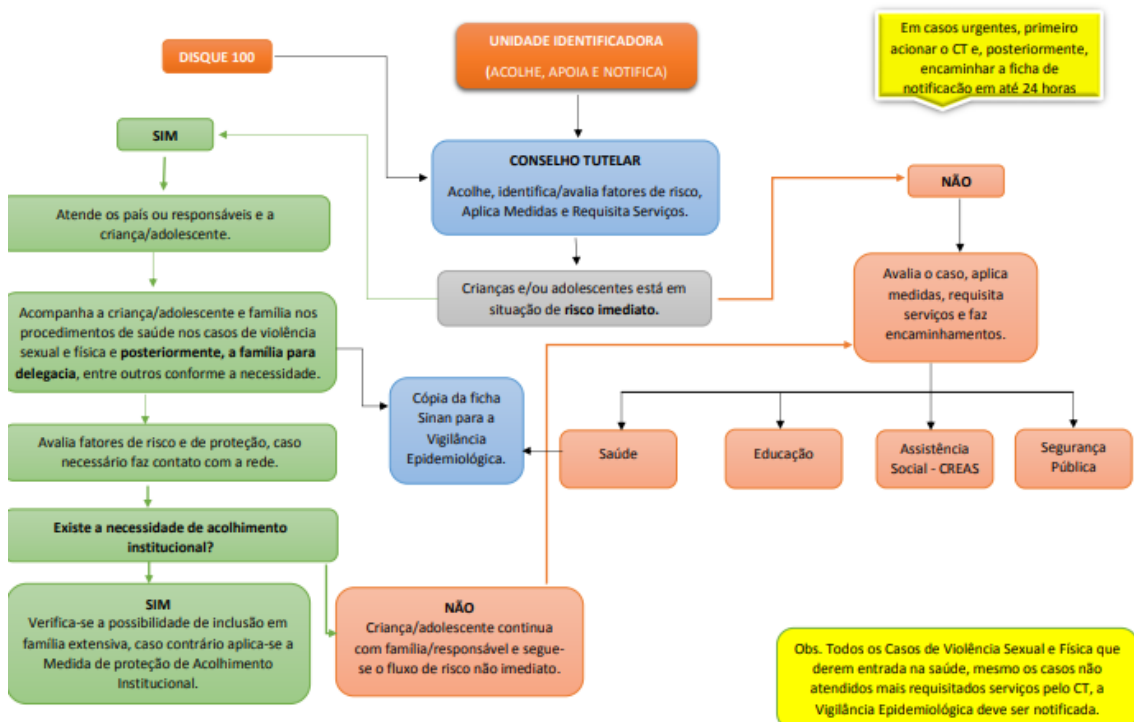 DISQUE 100
UNIDADE IDENTIFICADORA
(ACOLHE, APOIA E NOTIFICA)
Em casos urgentes, primeiro
acionar o CT e, posteriormente,
encaminhar a ficha de
notificacão em até 24 horas
SIM
CONSELHO TUTELAR
Acolhe, identifica/avalia fatores de risco,
Aplica Medidas e Requisita Serviços.
NÃO
Atende os país ou responsáveis e a
criança/adolescente.
Crianças e/ou adolescentes está em
situação de risco imediato.
Avalia o caso, aplica
medidas, requisita
serviços e faz
encaminhamentos.
Acompanha a criança/adolescente e família nos
procedimentos de saúde nos casos de violência
sexual e física e posteriormente, a família para
delegacia, entre outros conforme a necessidade.
Cópia da ficha
Sinan para a
Vigilância
Epidemiológica.
Avalia fatores de risco e de proteção, caso
necessário faz contato com a rede.
Saúde
Educação
Assistência
Social - CREAS
Segurança
Pública
Existe a necessidade de acolhimento
institucional?
SIM
Verifica-se a possibilidade de inclusão em
família extensiva, caso contrário aplica-se a
Medida de proteção de Acolhimento
Institucional.
NÃO
Criança/adolescente continua
com família/responsável e segue-
se o fluxo de risco não imediato.
Obs. Todos os Casos de Violência Sexual e Física que
derem entrada na saúde, mesmo os casos não
atendidos mais requisitados serviços pelo CT, a
Vigilância Epidemiológica deve ser notificada.